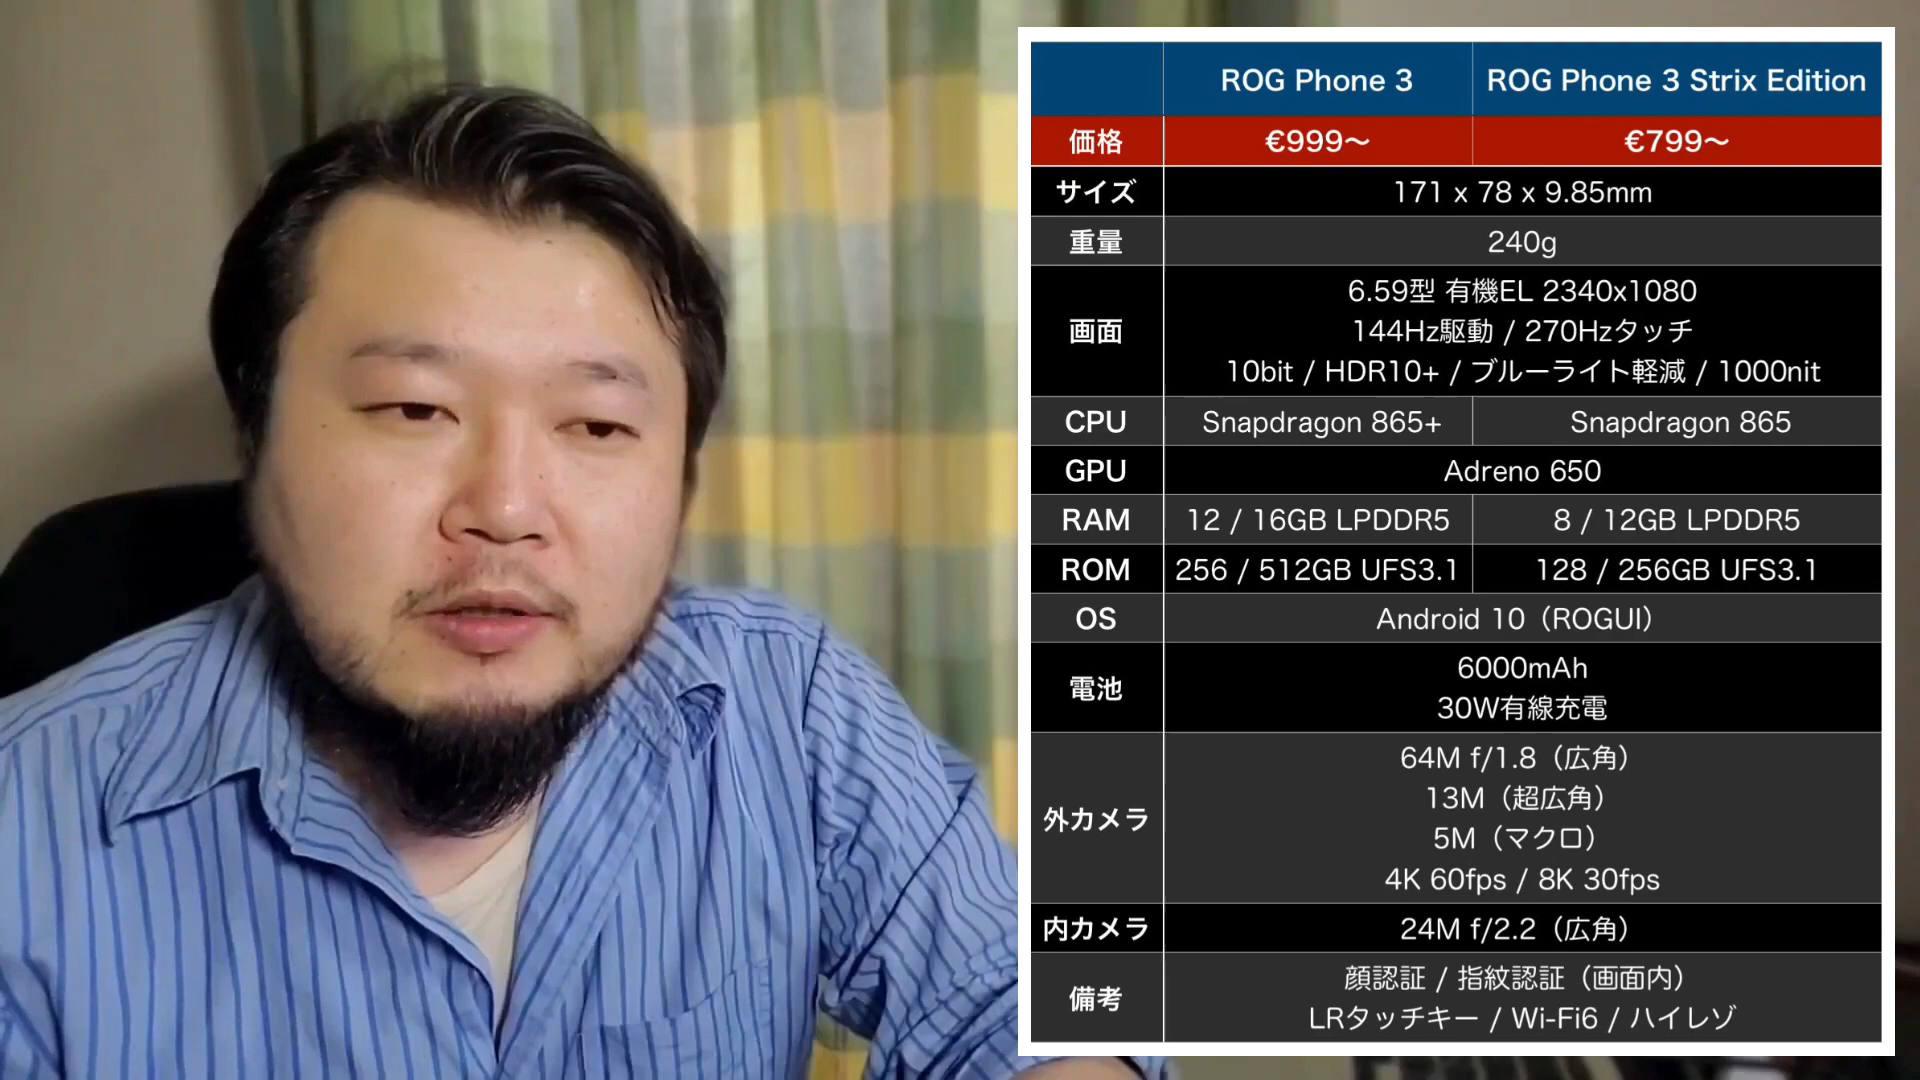 ROG Phone 3
ROG Phone 3 Strix Edition
価格
€999〜
€799〜
サイズ
171 x 78 x 9.85mm
重量
240g
画面
6.59型 有機EL 2340x1080
144Hz駆動 / 270Hzタッチ
10bit / HDR10+ / ブルーライト軽減 / 1000nit
CPU
Snapdragon 865+
Snapdragon 865
GPU
Adreno 650
RAM
12 / 16GB LPDDR5
8 / 12GB LPDDR5
ROM
256 / 512GB UFS3.1
128 / 256GB UFS3.1
OS
Android 10（ROGUI）
電池
6000mAh
30W有線充電
外カメラ
64M f/1.8（広角）
13M（超広角）
5M（マクロ）
4K 60fps / 8K 30fps
内カメラ
24M f/2.2（広角）
備考
顔認証 / 指紋認証（画面内）
LRタッチキー / Wi-Fi6 / ハイレゾ